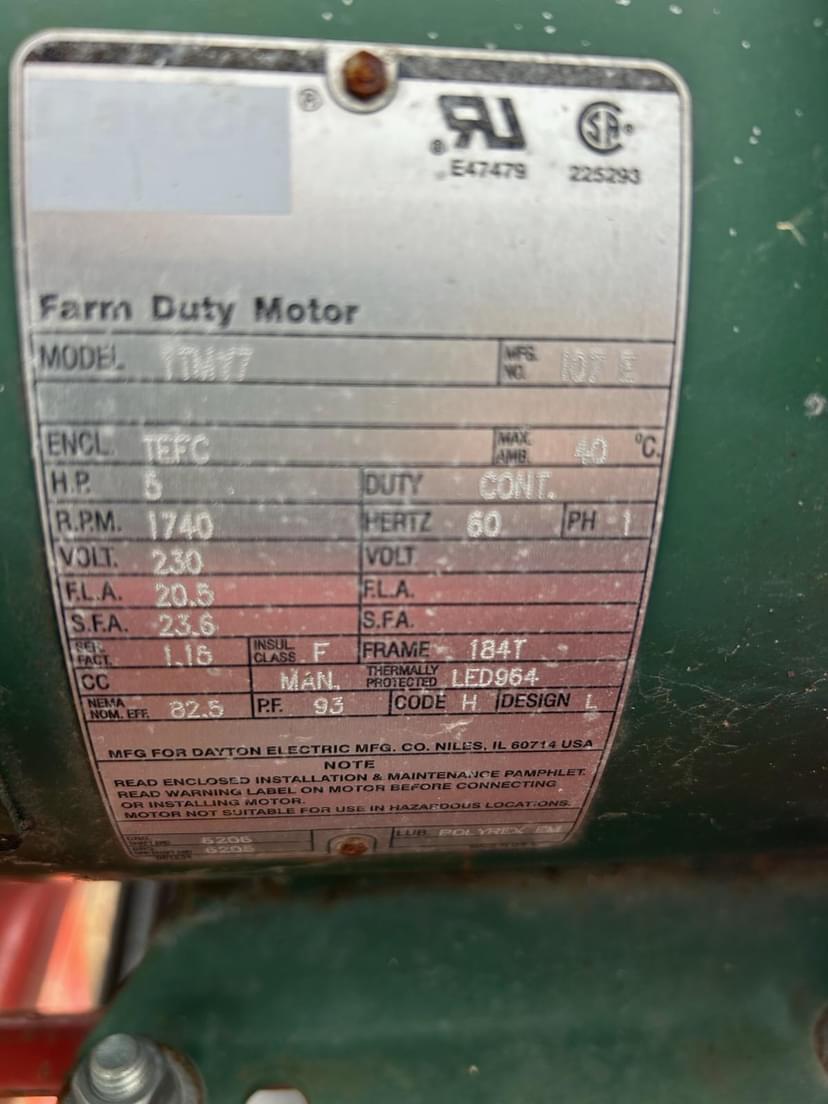 ®
® E47479
SA® 225293
Farm Duty Motor
MODEL MFG. NO. 107 E
ENCL. TEFC MAX. AMB. 40 °C.
H.P. 5 DUTY CONT.
R.P.M. 1740 HERTZ 60 PH 1
VOLT. 230 VOLT
F.L.A. 20.5 F.L.A.
S.F.A. 23.6 S.F.A.
SER. FACT. 1.15 INSUL. CLASS F FRAME 184T
CC MAN. THERMALLY PROTECTED LED964
NEMA NOM. EFF. 82.5 P.F. 93 CODE H DESIGN L
MFG FOR DAYTON ELECTRIC MFG. CO. NILES, IL 60714 USA
NOTE
READ ENCLOSED INSTALLATION & MAINTENANCE PAMPHLET.
READ WARNING LABEL ON MOTOR BEFORE CONNECTING
OR INSTALLING MOTOR.
MOTOR NOT SUITABLE FOR USE IN HAZARDOUS LOCATIONS.
6206 LUB. POLYREX EM
6205